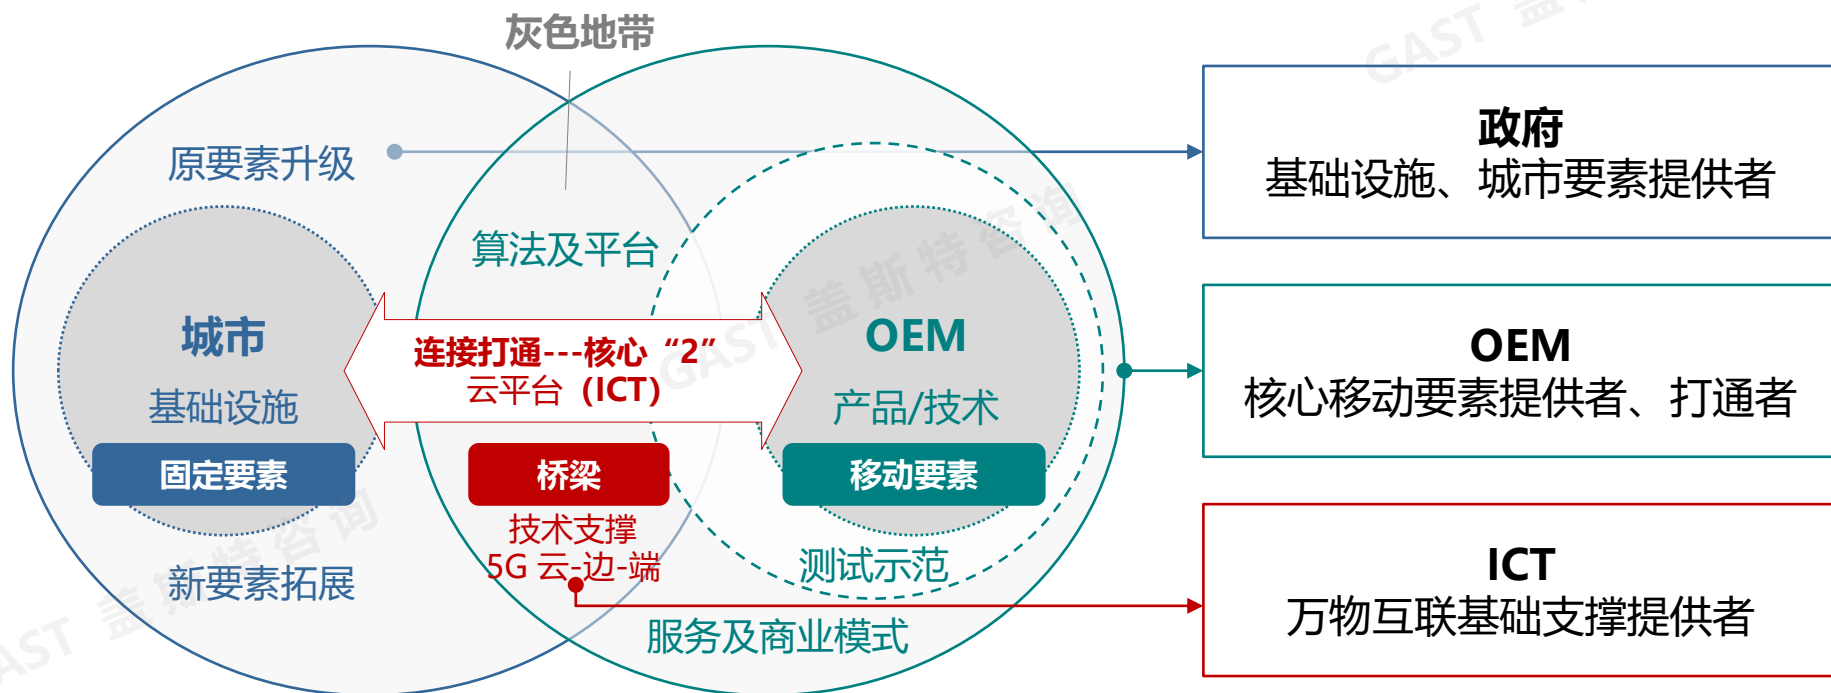 灰色地带
原要素升级
算法及平台
城市
基础设施
固定要素
新要素拓展
连接打通---核心“2”
云平台（ICT）
桥梁
技术支撑
5G 云-边-端
OEM
产品/技术
移动要素
测试示范
服务及商业模式
政府
基础设施、城市要素提供者
OEM
核心移动要素提供者、打通者
ICT
万物互联基础支撑提供者
GAST 盖斯特咨询
GAST 盖斯特咨询